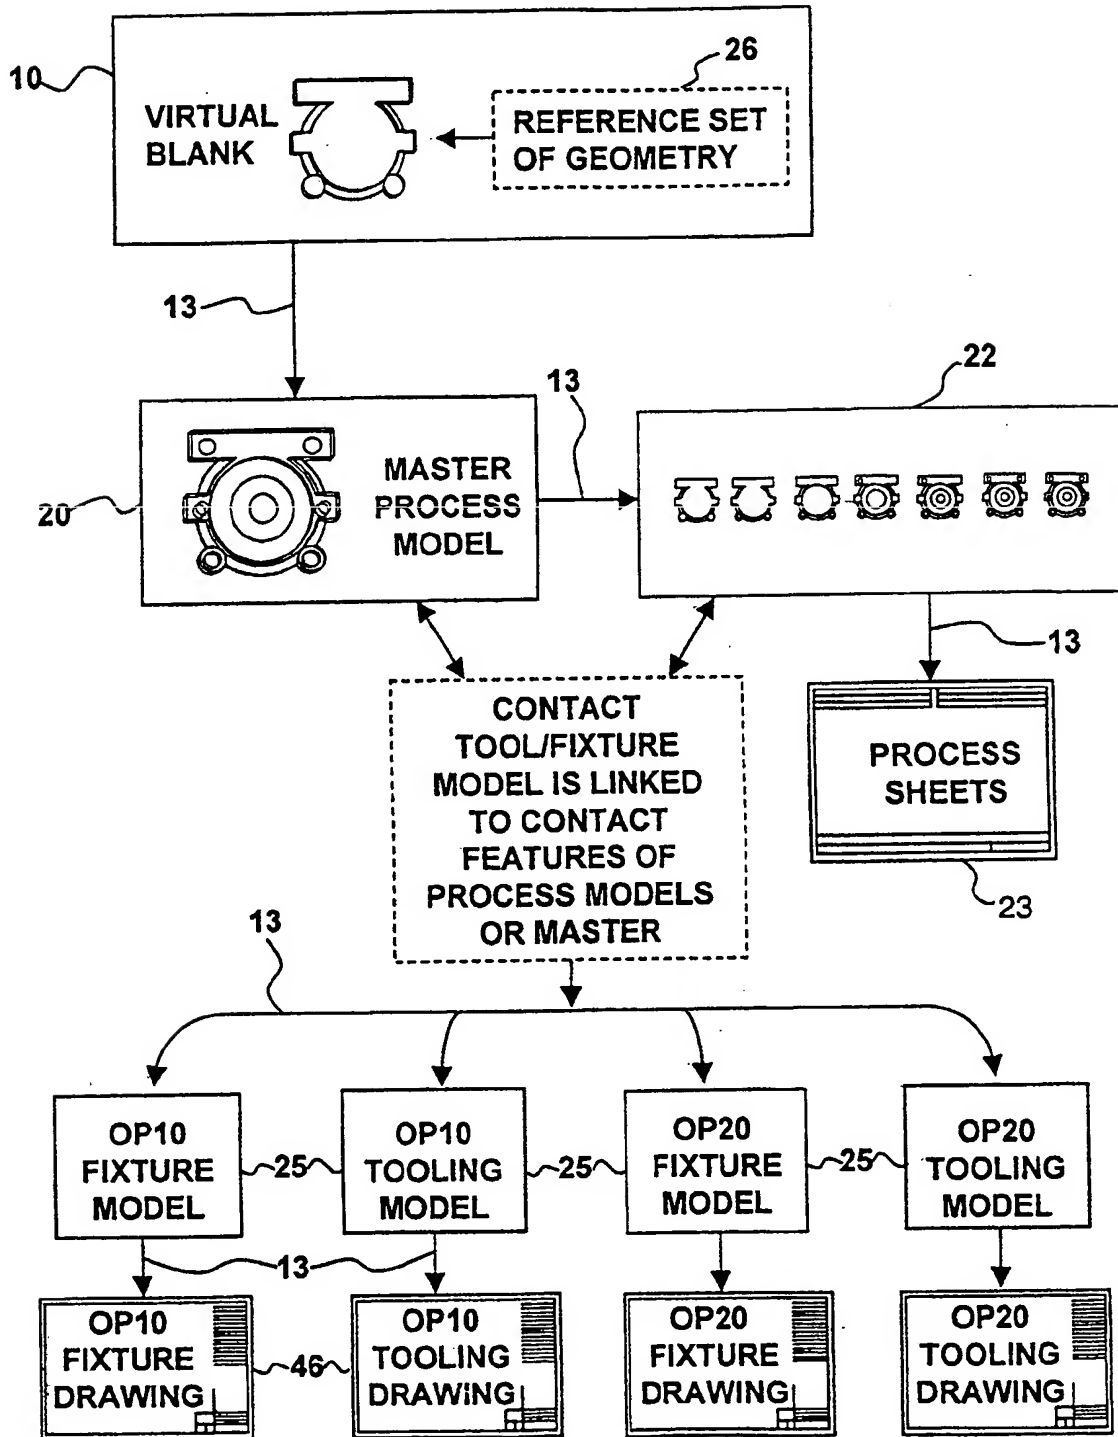 10
VIRTUAL
BLANK
26
REFERENCE SET
OF GEOMETRY
13
20
MASTER
PROCESS
MODEL
13
22
13
PROCESS
SHEETS
23
CONTACT
TOOL/FIXTURE
MODEL IS LINKED
TO CONTACT
FEATURES OF
PROCESS MODELS
OR MASTER
13
OP10
FIXTURE
MODEL
25
OP10
TOOLING
MODEL
25
OP20
FIXTURE
MODEL
25
OP20
TOOLING
MODEL
13
OP10
FIXTURE
DRAWING
46
OP10
TOOLING
DRAWING
OP20
FIXTURE
DRAWING
OP20
TOOLING
DRAWING